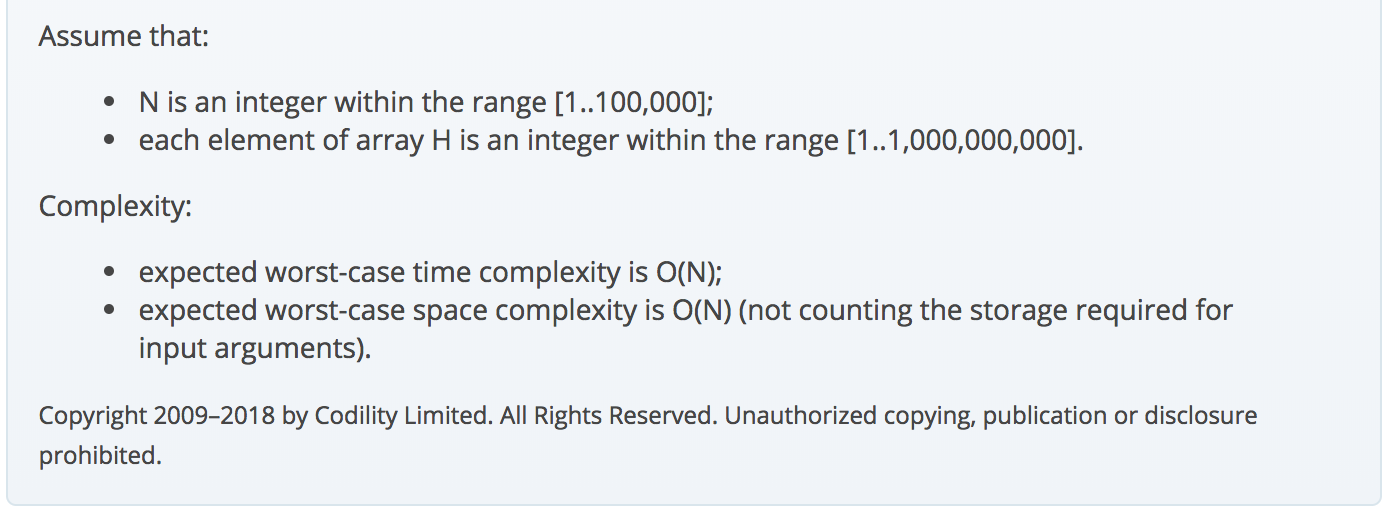 Assume that:
• N is an integer within the range [1..100,000];
• each element of array H is an integer within the range [1..1,000,000,000].
Complexity:
• expected worst-case time complexity is O(N);
• expected worst-case space complexity is O(N) (not counting the storage required for
input arguments).
Copyright 2009–2018 by Codility Limited. All Rights Reserved. Unauthorized copying, publication or disclosure
prohibited.